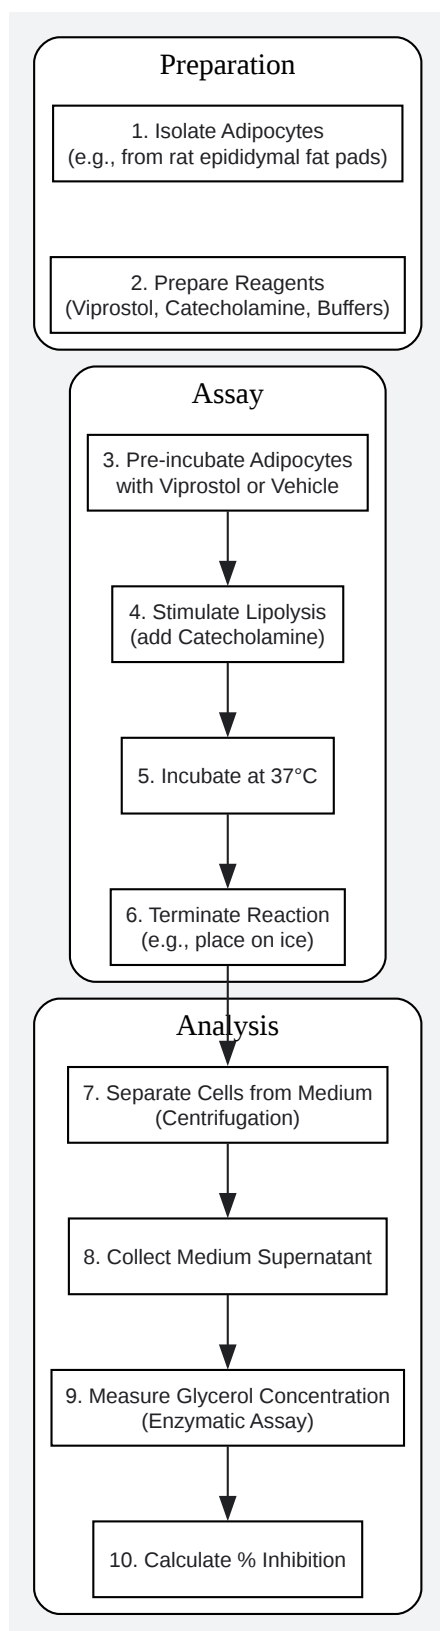 Preparation
1. Isolate Adipocytes
(e.g., from rat epididymal fat pads)
2. Prepare Reagents
(Viprostol, Catecholamine, Buffers)
Assay
3. Pre-incubate Adipocytes
with Viprostol or Vehicle
4. Stimulate Lipolysis
(add Catecholamine)
5. Incubate at 37°C
6. Terminate Reaction
(e.g., place on ice)
Analysis
7. Separate Cells from Medium
(Centrifugation)
8. Collect Medium Supernatant
9. Measure Glycerol Concentration
(Enzymatic Assay)
10. Calculate % Inhibition